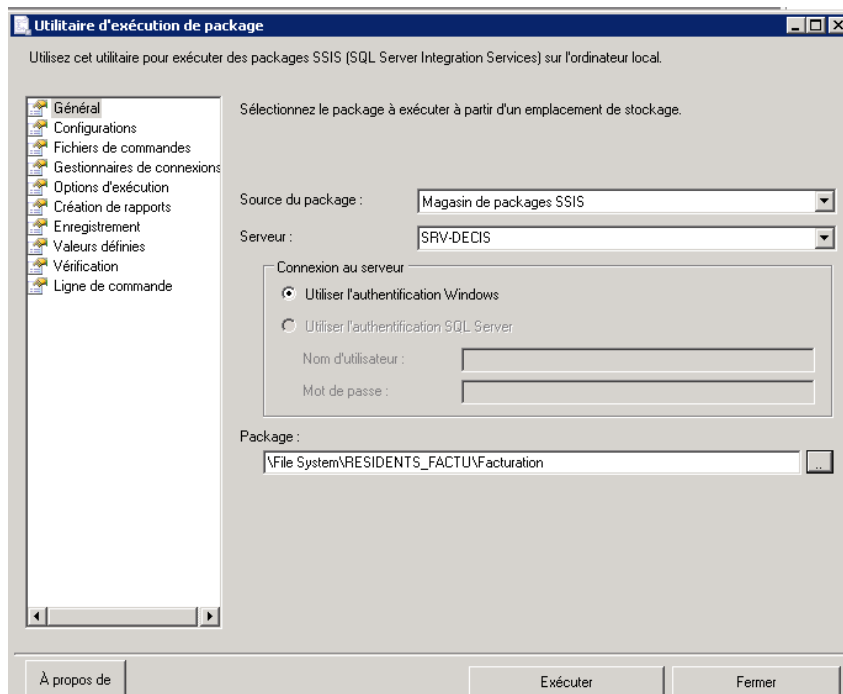 Utilitaire d'exécution de package
Utilisez cet utilitaire pour exécuter des packages SSIS (SQL Server Integration Services) sur l'ordinateur local.
Général
Configurations
Fichiers de commandes
Gestionnaires de connexions
Options d'exécution
Création de rapports
Enregistrement
Valeurs définies
Vérification
Ligne de commande
Sélectionnez le package à exécuter à partir d'un emplacement de stockage.
Source du package :
Magasin de packages SSIS
Serveur :
SRV-DECIS
Connexion au serveur
Utiliser l'authentification Windows
Utiliser l'authentification SQL Server
Nom d'utilisateur :
Mot de passe :
Package :
\File System\RESIDENTS_FACTU\Facturation
..
À propos de
Exécuter
Fermer